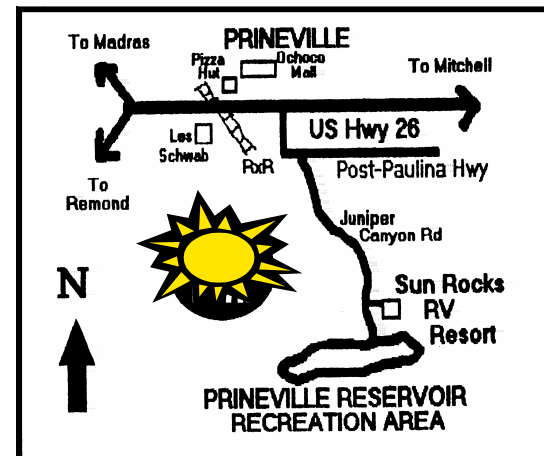 To Madras
PRINEVILLE
Pizza
Hut
Ochoco
Mall
To Mitchell
US Hwy 26
Les
Schwab
RxR
Post-Paulina Hwy
To
Remond
Juniper
Canyon Rd
N
Sun Rocks
RV
Resort
PRINEVILLE RESERVOIR
RECREATION AREA